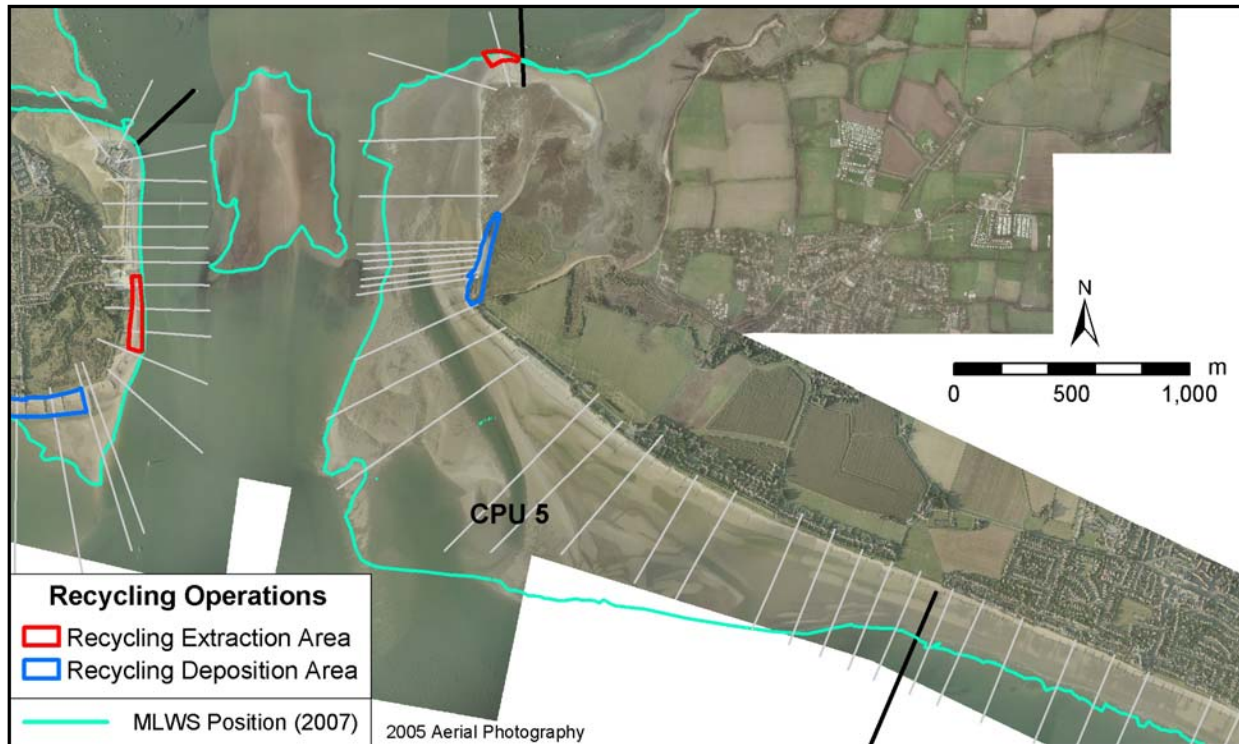 N
m
0 500 1,000
CPU 5
Recycling Operations
Recycling Extraction Area
Recycling Deposition Area
MLWS Position (2007)
2005 Aerial Photography